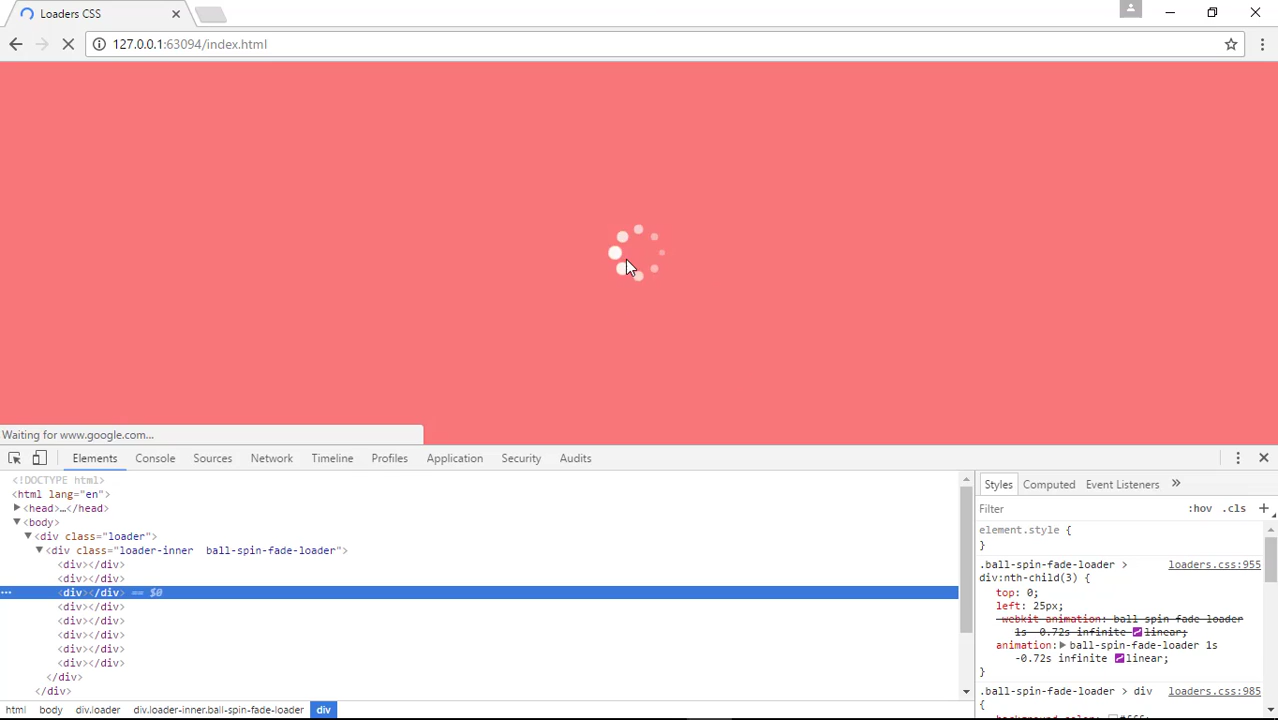 Loaders CSS
127.0.0.1:63094/index.html
Waiting for www.google.com...
Elements Console Sources Network Timeline Profiles Application Security Audits
<!DOCTYPE html>
<html lang="en">
<head>…</head>
<body>
<div class="loader">
<div class="loader-inner ball-spin-fade-loader">
<div></div>
<div></div>
<div></div> == $0
<div></div>
<div></div>
<div></div>
<div></div>
<div></div>
</div>
</div>
html body div.loader div.loader-inner.ball-spin-fade-loader div
Styles Computed Event Listeners »
Filter :hov .cls +
element.style {
}
.ball-spin-fade-loader > loaders.css:955
div:nth-child(3) {
top: 0;
left: 25px;
-webkit-animation: ball-spin-fade-loader
1s -0.72s infinite linear;
animation: ball-spin-fade-loader 1s
-0.72s infinite linear;
}
.ball-spin-fade-loader > div loaders.css:985
{
background-color: #fff;